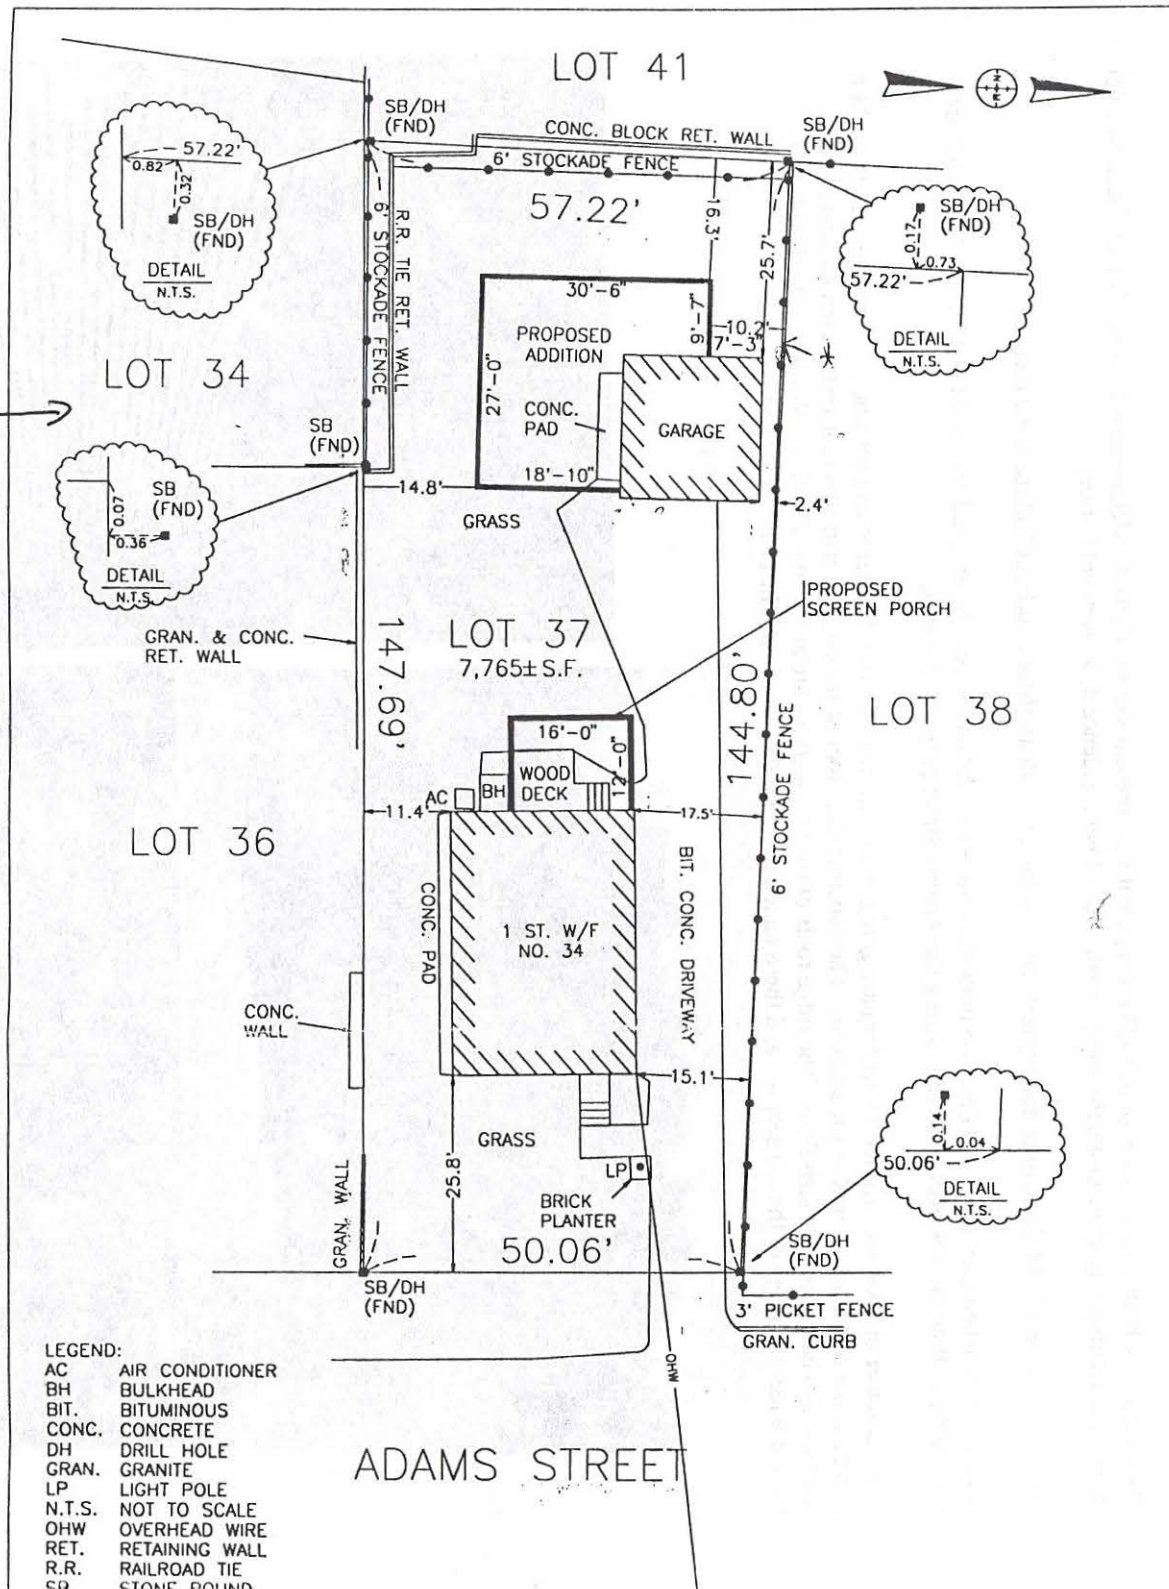 LOT 41
SB/DH
(FND)
CONC. BLOCK RET. WALL
SB/DH
(FND)
N
6' STOCKADE FENCE
57.22'
0.82
0.32
SB/DH
(FND)
DETAIL
N.T.S.
57.22'
R.R. TIE RET. WALL
6' STOCKADE FENCE
16.3'
25.7'
SB/DH
(FND)
0.17
0.73
57.22'
DETAIL
N.T.S.
30'-6"
PROPOSED
ADDITION
9'-7"
10.2'
7'-3"
LOT 34
27'-0"
CONC.
PAD
GARAGE
SB
(FND)
18'-10"
14.8'
2.4'
GRASS
SB
(FND)
0.07
0.36
DETAIL
N.T.S.
PROPOSED
SCREEN PORCH
GRAN. & CONC.
RET. WALL
LOT 37
7,765± S.F.
147.69'
144.80'
LOT 38
6' STOCKADE FENCE
16'-0"
12'-0"
WOOD
DECK
BH
AC
11.4'
17.5'
LOT 36
CONC. PAD
1 ST. W/F
NO. 34
BIT. CONC. DRIVEWAY
CONC.
WALL
15.1'
GRASS
25.8'
LP
BRICK
PLANTER
50.06'
GRAN. WALL
0.14
0.04
50.06'
DETAIL
N.T.S.
SB/DH
(FND)
SB/DH
(FND)
3' PICKET FENCE
GRAN. CURB
OHW
ADAMS STREET
LEGEND:
AC AIR CONDITIONER
BH BULKHEAD
BIT. BITUMINOUS
CONC. CONCRETE
DH DRILL HOLE
GRAN. GRANITE
LP LIGHT POLE
N.T.S. NOT TO SCALE
OHW OVERHEAD WIRE
RET. RETAINING WALL
R.R. RAILROAD TIE
SB STONE BOUND